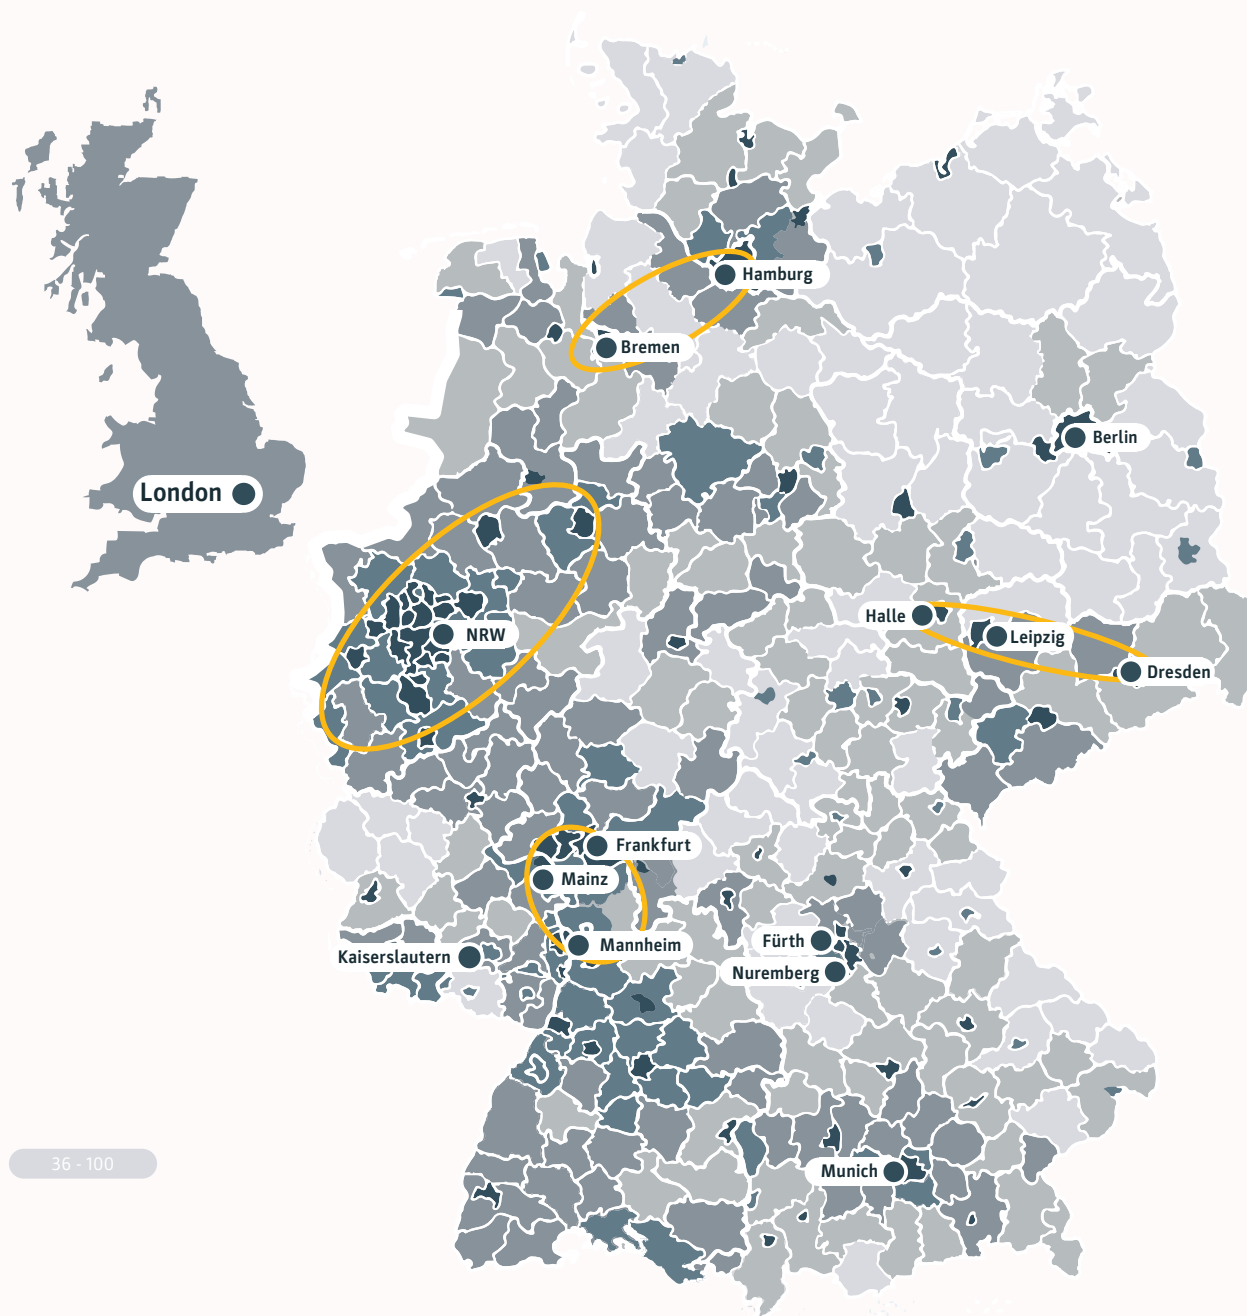 Hamburg
Bremen
Berlin
London
Halle
Leipzig
NRW
Dresden
Frankfurt
Mainz
Fürth
Mannheim
Kaiserslautern
Nuremberg
36 - 100
Munich